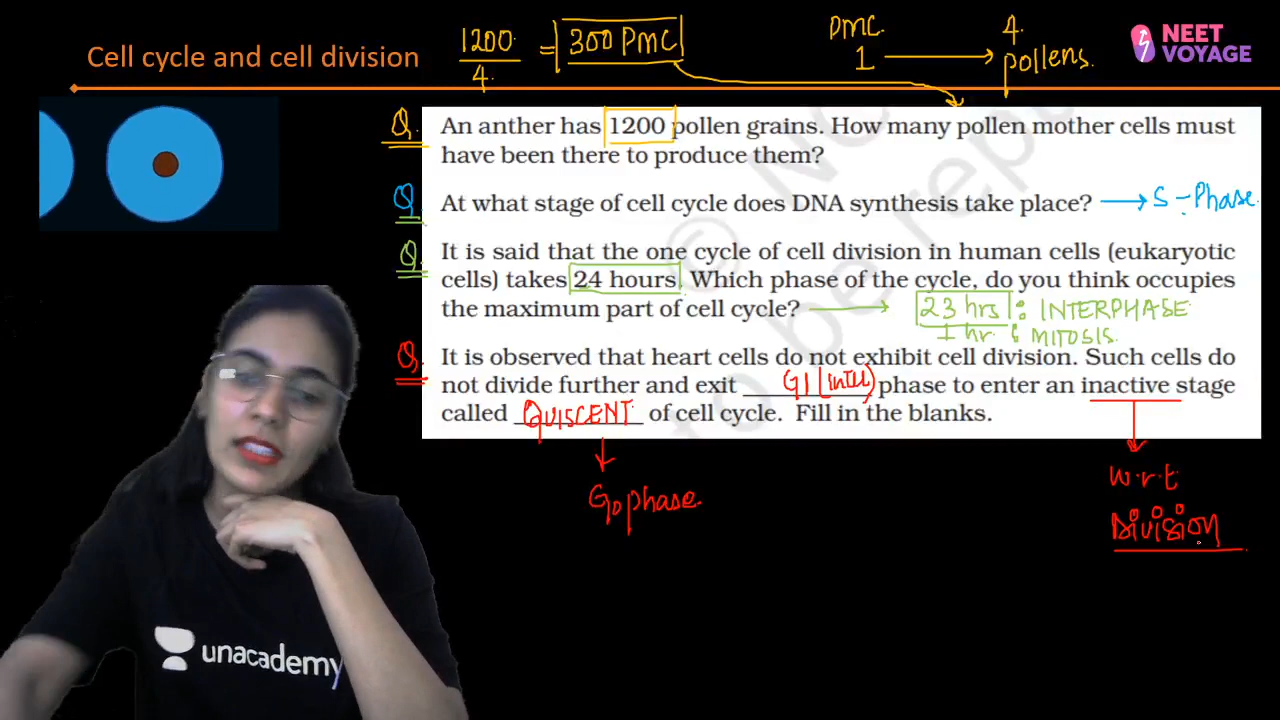 Cell cycle and cell division
1200
4.
= 300 PMC
PMC.
1
4.
pollens.
NEET
VOYAGE
Q. An anther has 1200 pollen grains. How many pollen mother cells must
have been there to produce them?
Q. At what stage of cell cycle does DNA synthesis take place? → S-Phase.
Q. It is said that the one cycle of cell division in human cells (eukaryotic
cells) takes 24 hours. Which phase of the cycle, do you think occupies
the maximum part of cell cycle? → 23 hrs : INTERPHASE
1 hr : MITOSIS.
Q. It is observed that heart cells do not exhibit cell division. Such cells do
not divide further and exit G1 phase to enter an inactive stage
called QUISCENT of cell cycle. Fill in the blanks.
G0 phase.
w.r.t
Division
unacademy